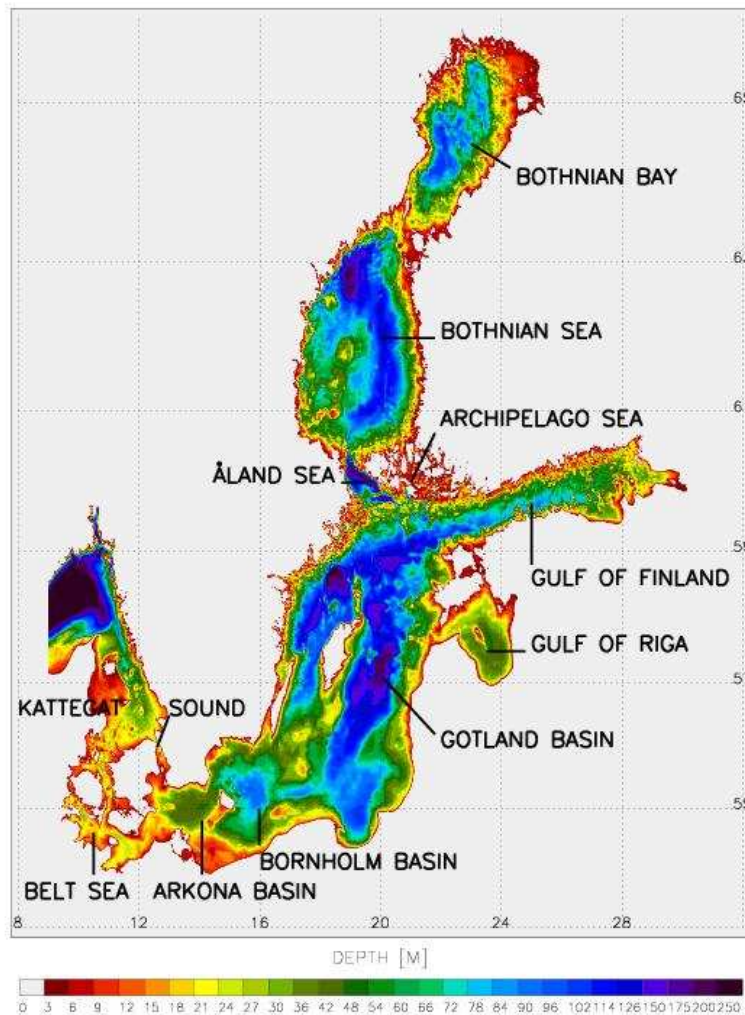 BOTHNIAN BAY
BOTHNIAN SEA
ARCHIPELAGO SEA
ÅLAND SEA
GULF OF FINLAND
GULF OF RIGA
KATTEGAT SOUND
GOTLAND BASIN
BORNHOLM BASIN
BELT SEA ARKONA BASIN
8 12 16 20 24 28
DEPTH [M]
0 3 6 9 12 15 18 21 24 27 30 36 42 48 54 60 66 72 78 84 90 96 102 114 126 150 175 200 250